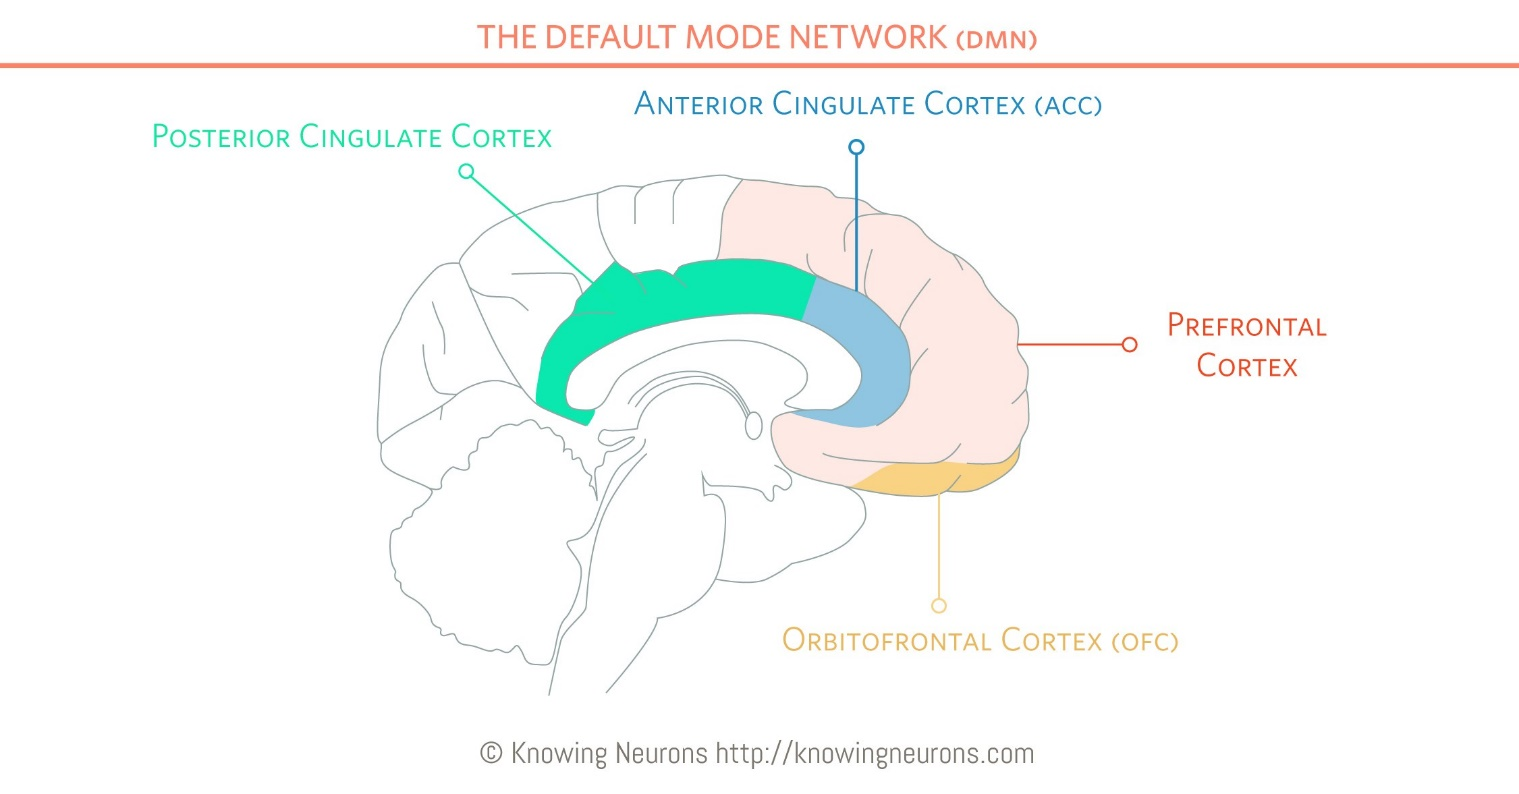 THE DEFAULT MODE NETWORK (DMN)
ANTERIOR CINGULATE CORTEX (ACC)
POSTERIOR CINGULATE CORTEX
PREFRONTAL
CORTEX
ORBITOFRONTAL CORTEX (OFC)
© Knowing Neurons http://knowingneurons.com